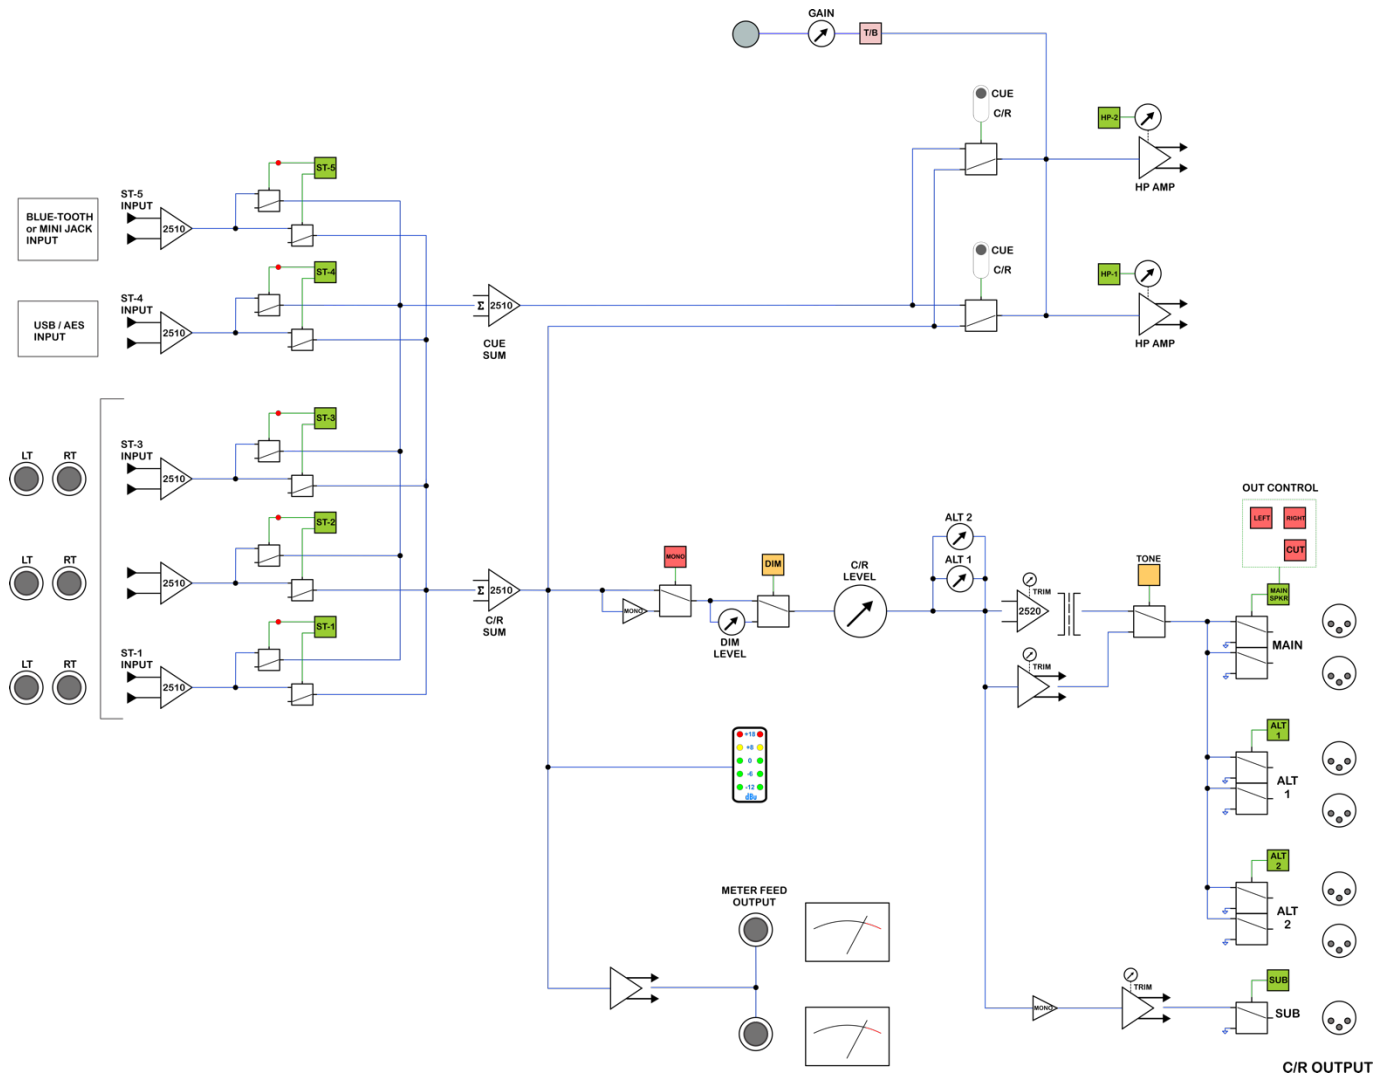 GAIN
T/B
CUE
C/R
HP-2
HP AMP
ST-5
INPUT
ST-5
BLUE-TOOTH
or MINI JACK
INPUT
2510
CUE
C/R
HP-1
HP AMP
ST-4
INPUT
ST-4
USB / AES
INPUT
2510
Σ 2510
CUE
SUM
ST-3
INPUT
ST-3
LT RT
2510
ST-2
LT RT
2510
ST-1
INPUT
ST-1
LT RT
2510
Σ 2510
C/R
SUM
MONO
MONO
DIM
DIM
LEVEL
C/R
LEVEL
ALT 2
ALT 1
TRIM
2520
TRIM
TONE
OUT CONTROL
LEFT RIGHT
CUT
MAIN
SPKR
MAIN
ALT
1
ALT
1
ALT
2
ALT
2
+18
+8
0
-6
-12
dBu
METER FEED
OUTPUT
MONO
TRIM
SUB
SUB
C/R OUTPUT